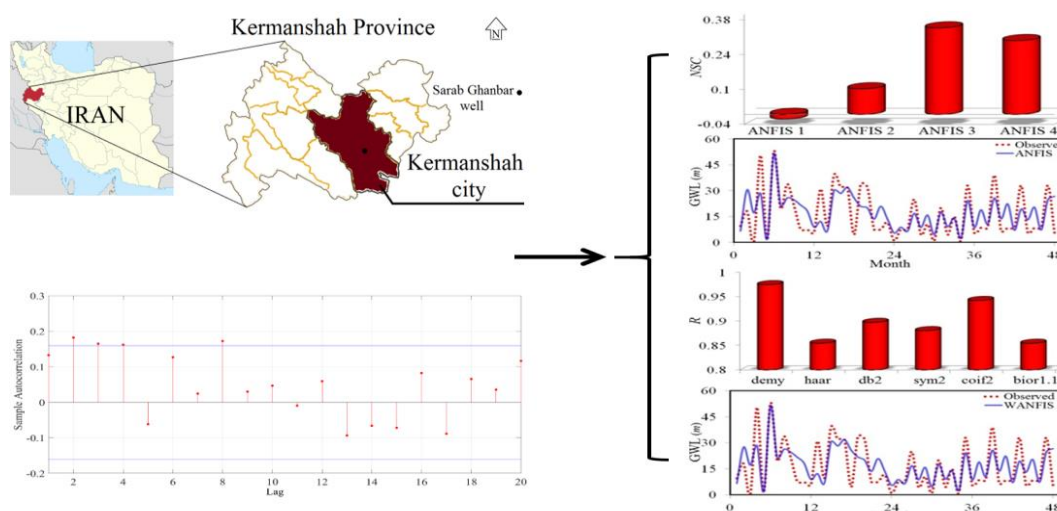 Kermanshah Province
N
IRAN
Sarab Ghanbar
well
Kermanshah
city
0.3
0.2
0.1
0
-0.1
-0.2
Sample Autocorrelation
2 4 6 8 10 12 14 16 18 20
Lag
0.38
0.24
0.1
-0.04
NSC
ANFIS 1 ANFIS 2 ANFIS 3 ANFIS 4
60
45
30
15
0
GWL (m)
Observed
ANFIS
0 12 24 36 48
Month
1
0.95
0.9
0.85
0.8
R
demy haar db2 sym2 coif2 bior1.1
60
45
30
15
0
GWL (m)
Observed
WANFIS
0 12 24 36 48